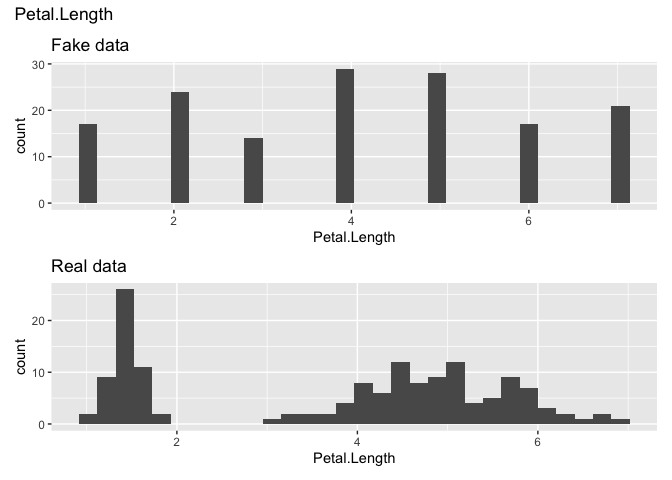 Petal.Length
Fake data
30
20
10
0
count
2 4 6
Petal.Length
Real data
20
10
0
count
2 4 6
Petal.Length